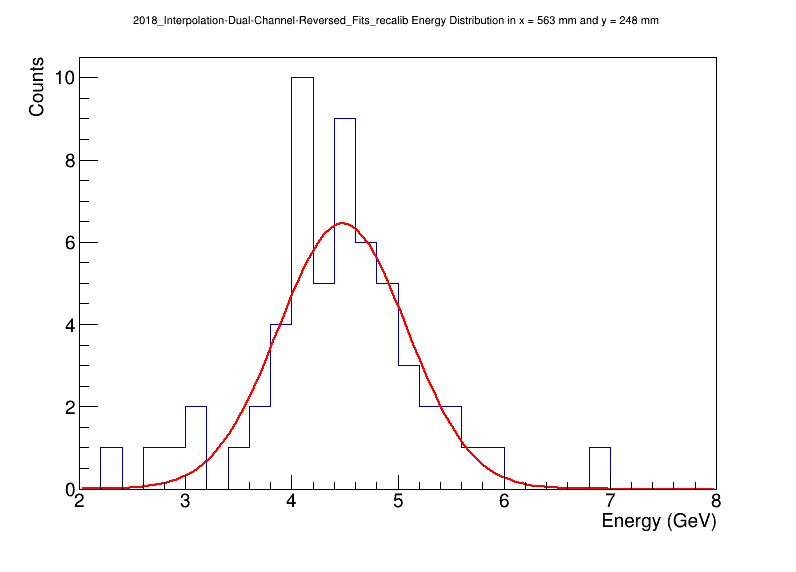 2018_Interpolation-Dual-Channel-Reversed_Fits_recalib Energy Distribution in x = 563 mm and y = 248 mm
Counts
10
8
6
4
2
0
2 3 4 5 6 7 8
Energy (GeV)